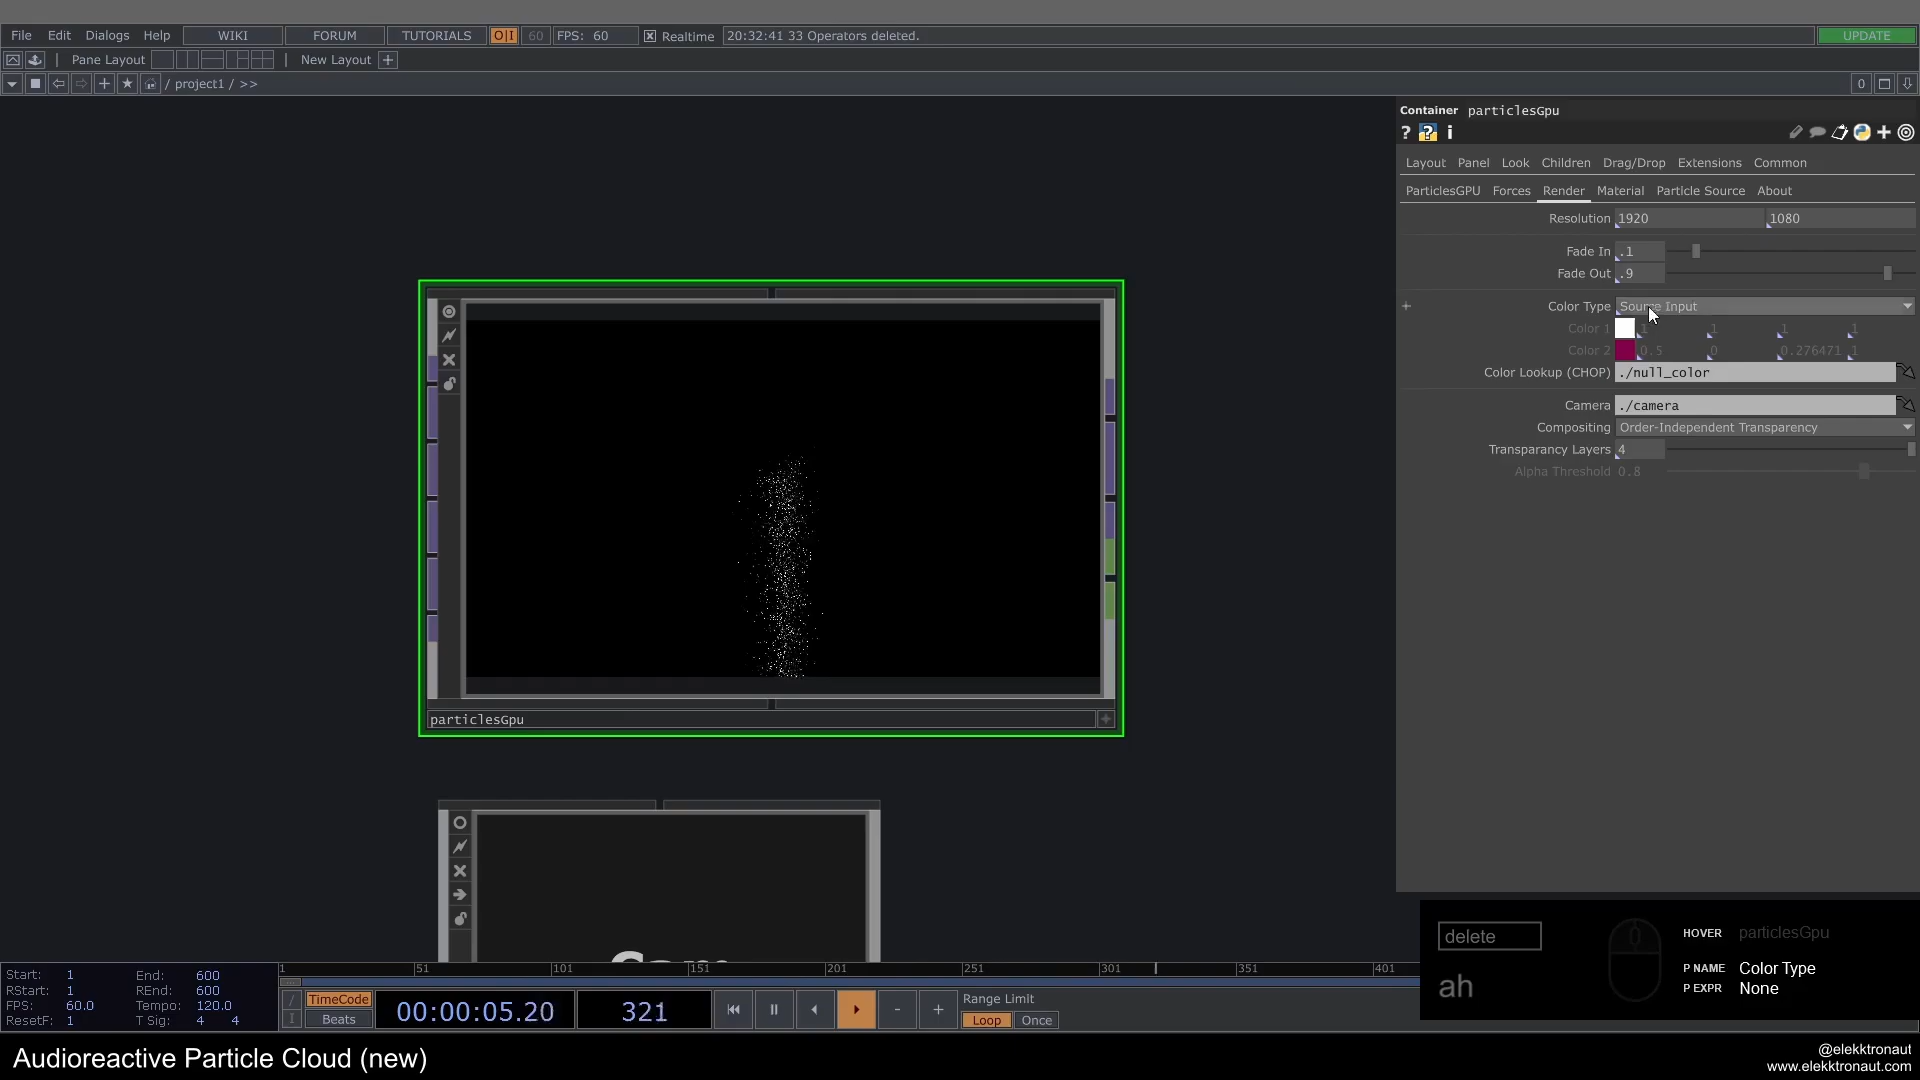 File Edit Dialogs Help WIKI FORUM TUTORIALS O|I 60 FPS: 60 Realtime 20:32:41 33 Operators deleted. UPDATE
Pane Layout New Layout +
/ project1 / >> 0
Container particlesGpu
? ? i
Layout Panel Look Children Drag/Drop Extensions Common
ParticlesGPU Forces Render Material Particle Source About
Resolution 1920 1080
Fade In .1
Fade Out .9
+ Color Type Source Input
Color 1 1 1 1 1
Color 2 0.5 0 0.276471 1
Color Lookup (CHOP) ./null_color
Camera ./camera
Compositing Order-Independent Transparency
Transparancy Layers 4
Alpha Threshold 0.8
particlesGpu
delete
ah
HOVER particlesGpu
P NAME Color Type
P EXPR None
1 51 101 151 201 251 301 351 401
Start: 1 End: 600
RStart: 1 REnd: 600
FPS: 60.0 Tempo: 120.0
ResetF: 1 T Sig: 4 4
TimeCode
Beats
00:00:05.20
321
- +
Range Limit
Loop Once
Audioreactive Particle Cloud (new)
@elekktronaut
www.elekktronaut.com